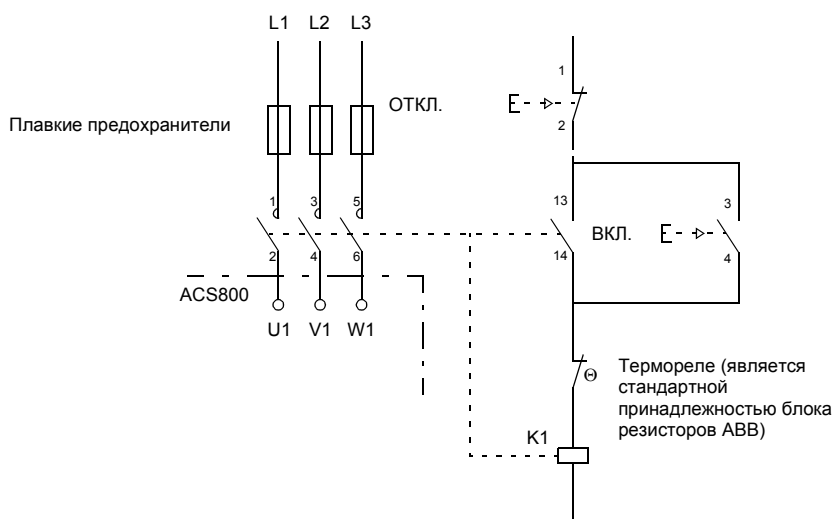 L1 L2 L3
ОТКЛ.
Плавкие предохранители
1
2
1 3 5
2 4 6
13
14
ВКЛ.
3
4
ACS800
U1 V1 W1
Θ
Термореле (является
стандартной
принадлежностью блока
резисторов ABB)
K1